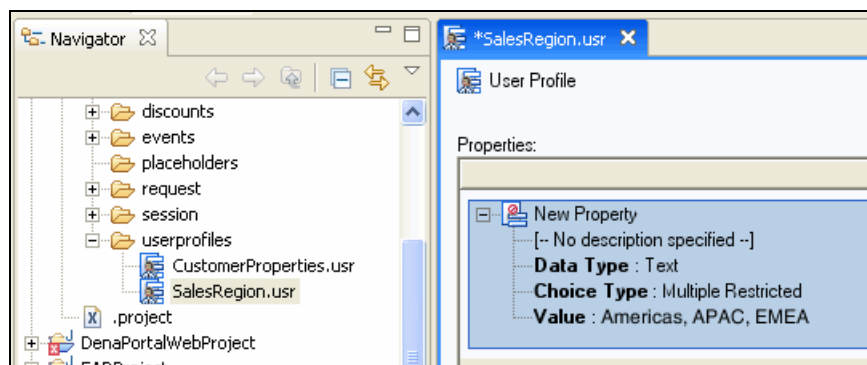 Navigator
discounts
events
placeholders
request
session
userprofiles
CustomerProperties.usr
SalesRegion.usr
.project
DenaPortalWebProject
*SalesRegion.usr
User Profile
Properties:
New Property
[-- No description specified --]
Data Type : Text
Choice Type : Multiple Restricted
Value : Americas, APAC, EMEA